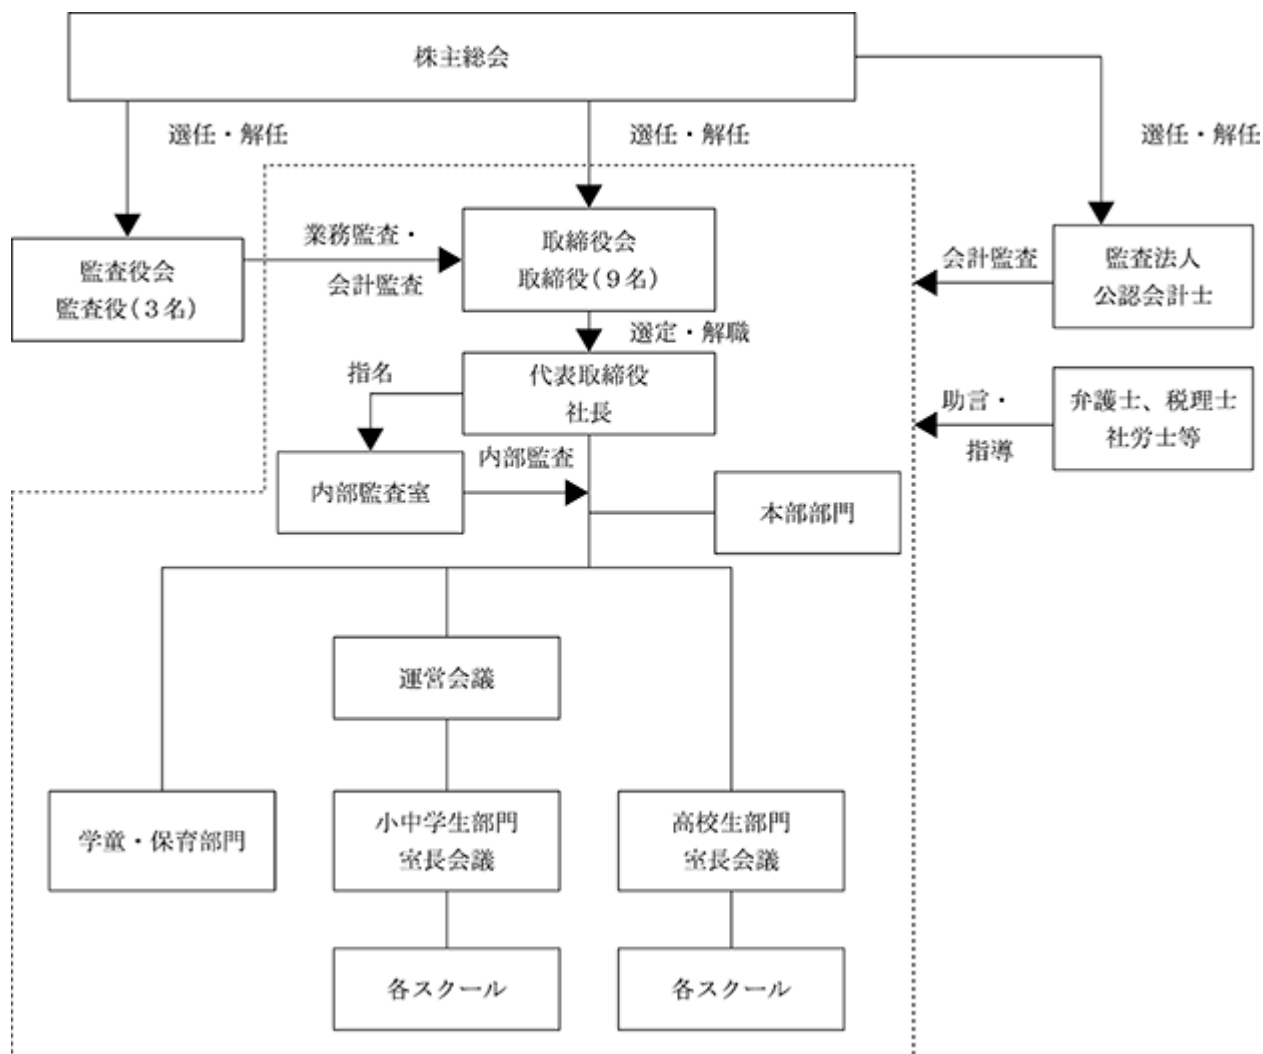 株主総会
選任・解任
選任・解任
選任・解任
業務監査・
会計監査
取締役会
取締役(９名)
監査役会
監査役(３名)
会計監査
監査法人
公認会計士
選定・解職
指名
代表取締役
社長
助言・
指導
弁護士、税理士
社労士等
内部監査
内部監査室
本部部門
運営会議
学童・保育部門
小中学生部門
室長会議
高校生部門
室長会議
各スクール
各スクール